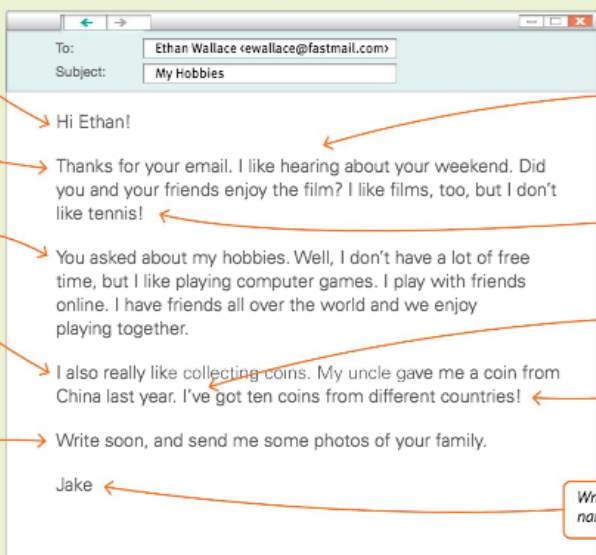 To: Ethan Wallace <ewallace@fastmail.com>
Subject: My Hobbies
Hi Ethan!
Thanks for your email. I like hearing about your weekend. Did
you and your friends enjoy the film? I like films, too, but I don't
like tennis!
You asked about my hobbies. Well, I don't have a lot of free
time, but I like playing computer games. I play with friends
online. I have friends all over the world and we enjoy
playing together.
I also really like collecting coins. My uncle gave me a coin from
China last year. I've got ten coins from different countries!
Write soon, and send me some photos of your family.
Jake